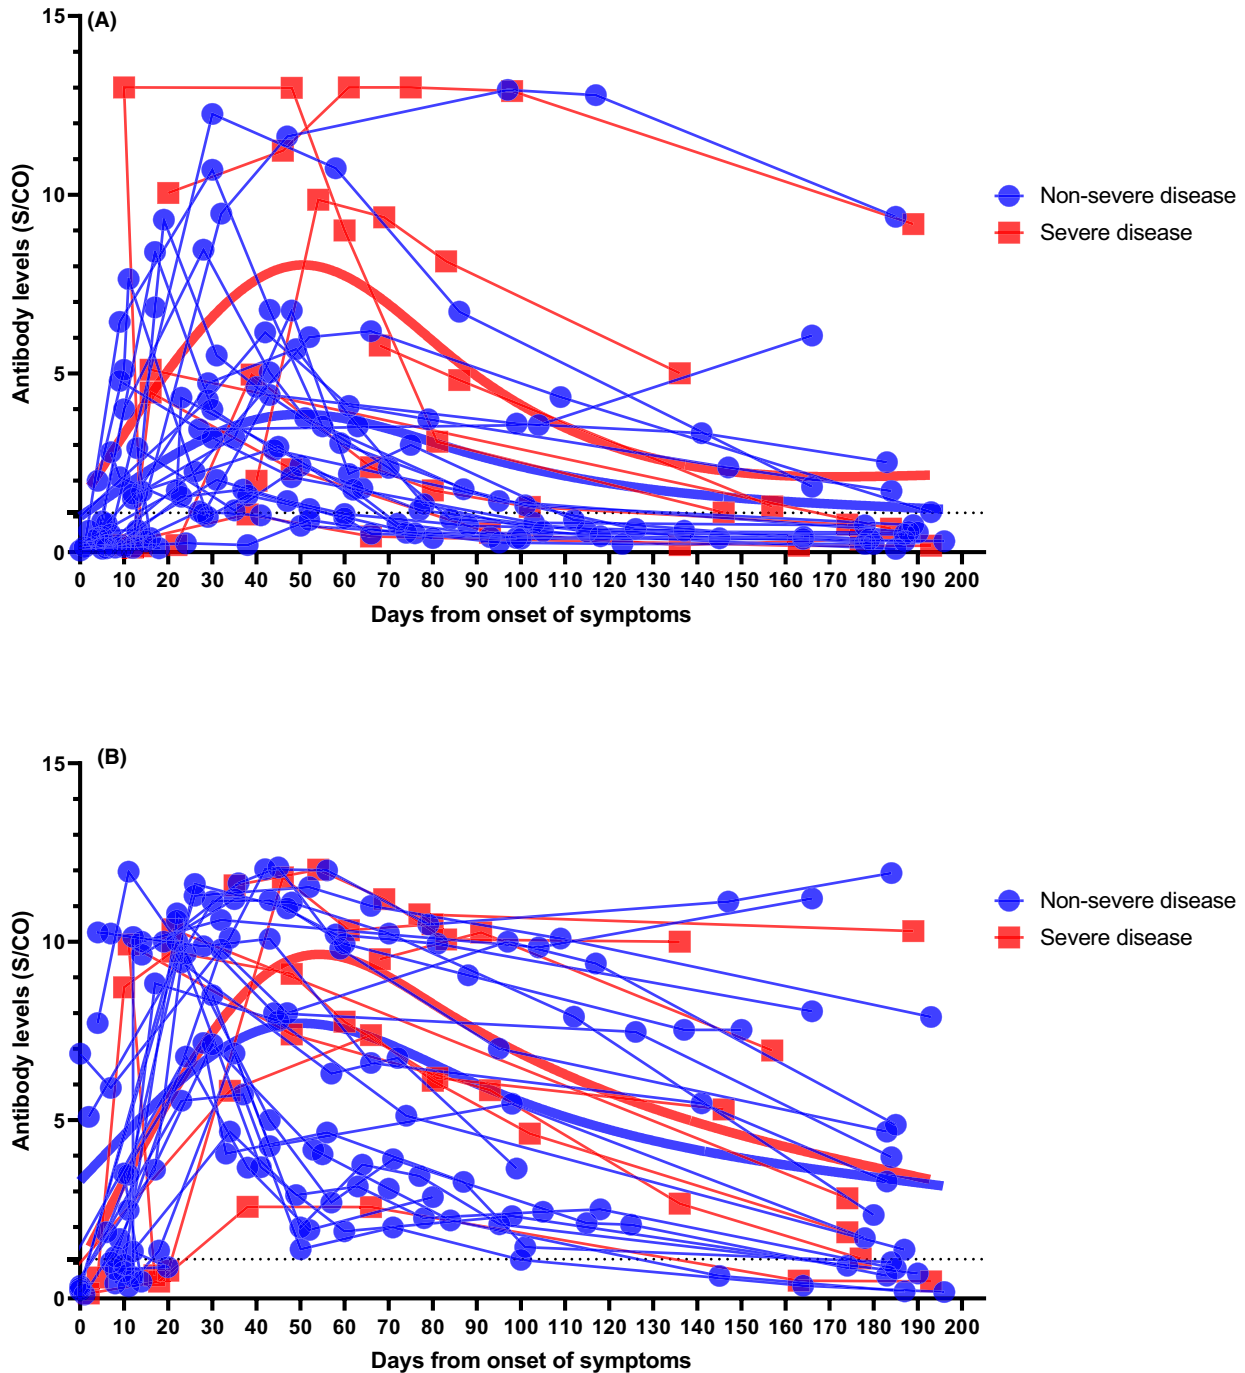 (A)
15
10
5
0
Antibody levels (S/CO)
0 10 20 30 40 50 60 70 80 90 100 110 120 130 140 150 160 170 180 190 200
Days from onset of symptoms
Non-severe disease
Severe disease
(B)
15
10
5
0
Antibody levels (S/CO)
0 10 20 30 40 50 60 70 80 90 100 110 120 130 140 150 160 170 180 190 200
Days from onset of symptoms
Non-severe disease
Severe disease